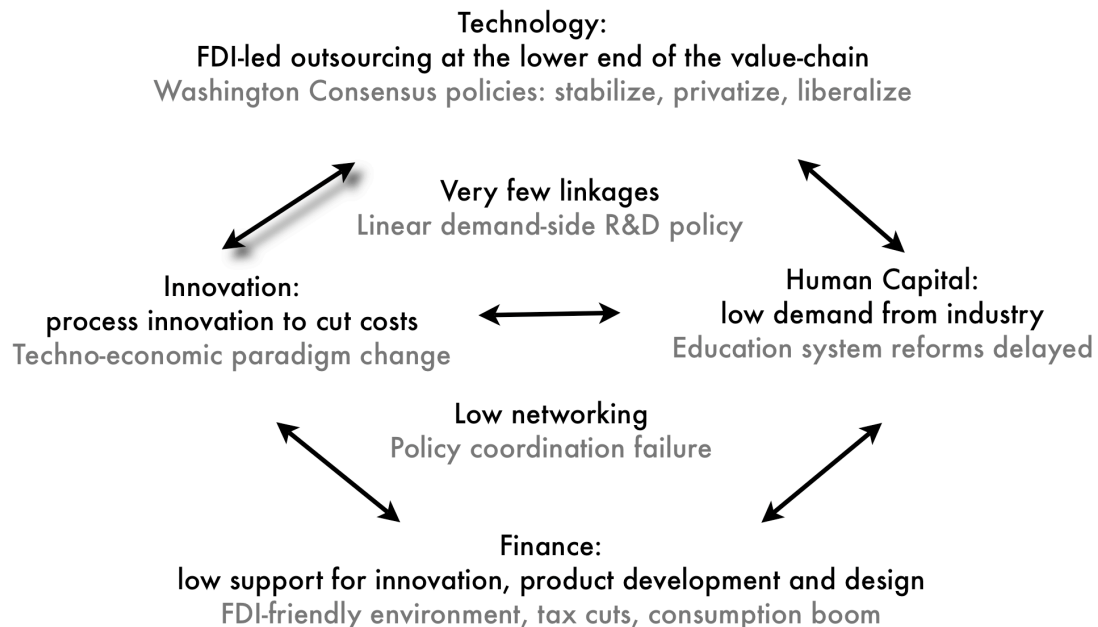 Technology:
FDI-led outsourcing at the lower end of the value-chain
Washington Consensus policies: stabilize, privatize, liberalize
Very few linkages
Linear demand-side R&D policy
Innovation:
process innovation to cut costs
Techno-economic paradigm change
Human Capital:
low demand from industry
Education system reforms delayed
Low networking
Policy coordination failure
Finance:
low support for innovation, product development and design
FDI-friendly environment, tax cuts, consumption boom